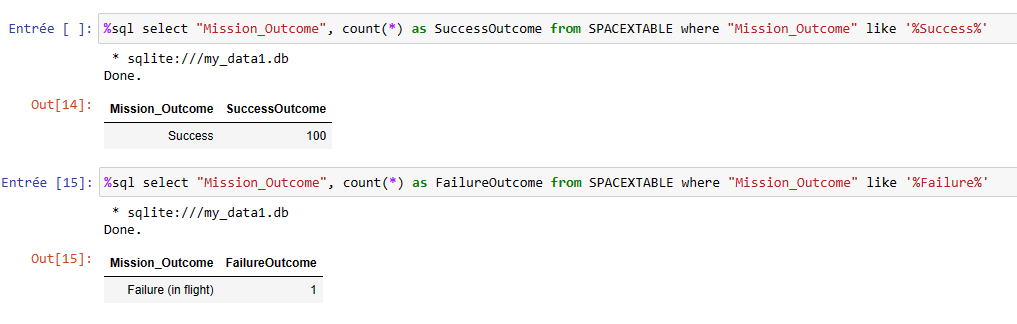 Entrée [ ]: %sql select "Mission_Outcome", count(*) as SuccessOutcome from SPACEXTABLE where "Mission_Outcome" like '%Success%'
* sqlite:///my_data1.db
Done.
Out[14]: Mission_Outcome SuccessOutcome
Success 100
Entrée [15]: %sql select "Mission_Outcome", count(*) as FailureOutcome from SPACEXTABLE where "Mission_Outcome" like '%Failure%'
* sqlite:///my_data1.db
Done.
Out[15]: Mission_Outcome FailureOutcome
Failure (in flight) 1